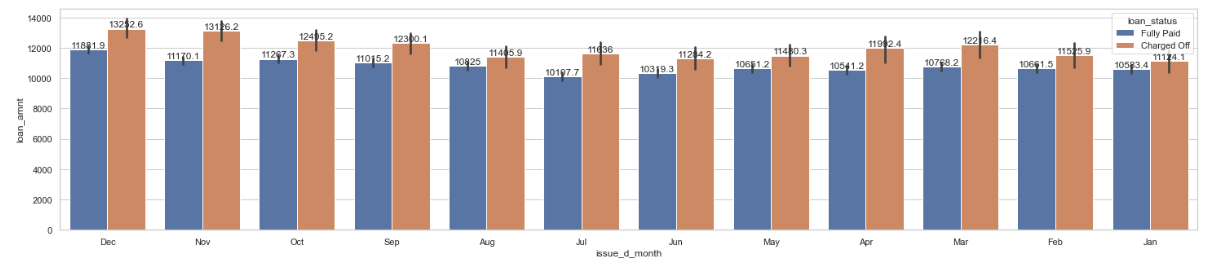 14000
12000
10000
8000
6000
4000
2000
0
loan_amnt
11881.9
13252.6
11170.1
13126.2
11267.3
12495.2
11015.2
12300.1
10825
11405.9
10107.7
11636
10319.3
11284.2
10651.2
11480.3
10541.2
11992.4
10768.2
12216.4
10661.5
11525.9
10583.4
11124.1
loan_status
Fully Paid
Charged Off
Dec
Nov
Oct
Sep
Aug
Jul
Jun
May
Apr
Mar
Feb
Jan
issue_d_month